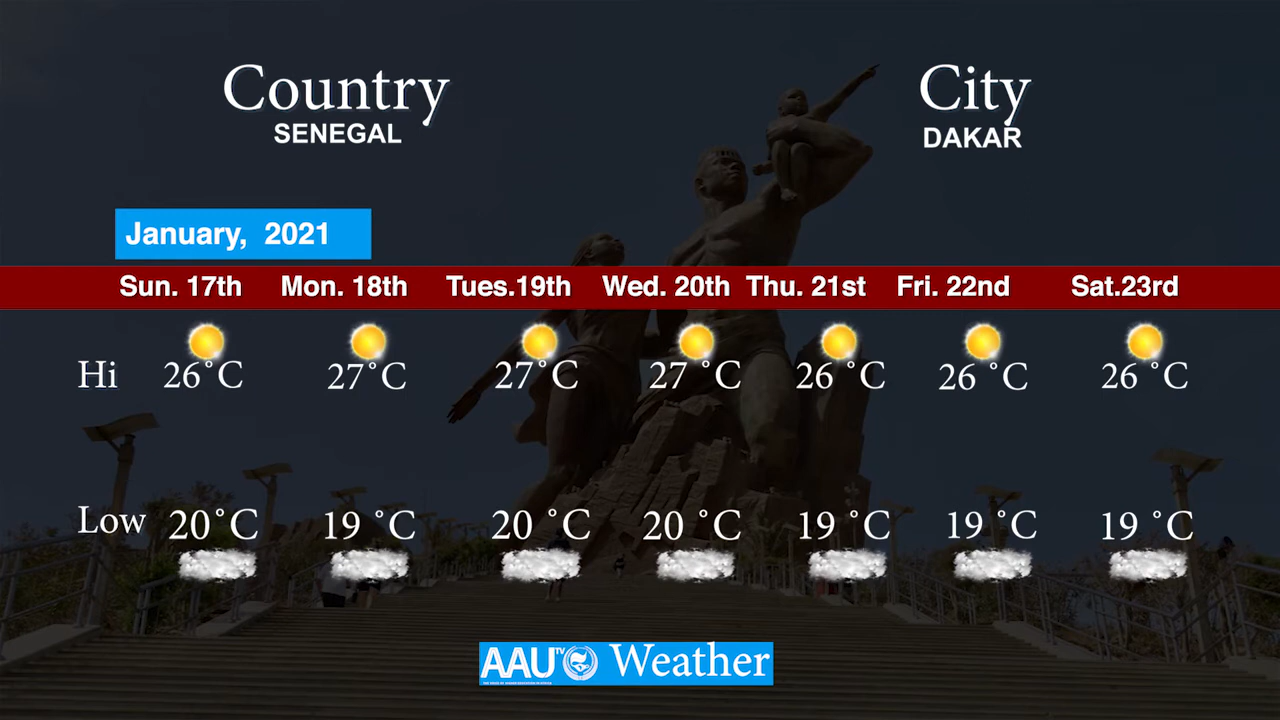 Country
SENEGAL
City
DAKAR
January, 2021
Sun. 17th Mon. 18th Tues.19th Wed. 20th Thu. 21st Fri. 22nd Sat.23rd
Hi 26°C 27°C 27°C 27 °C 26 °C 26 °C 26 °C
Low 20°C 19 °C 20 °C 20 °C 19 °C 19 °C 19 °C
AAU TV Weather